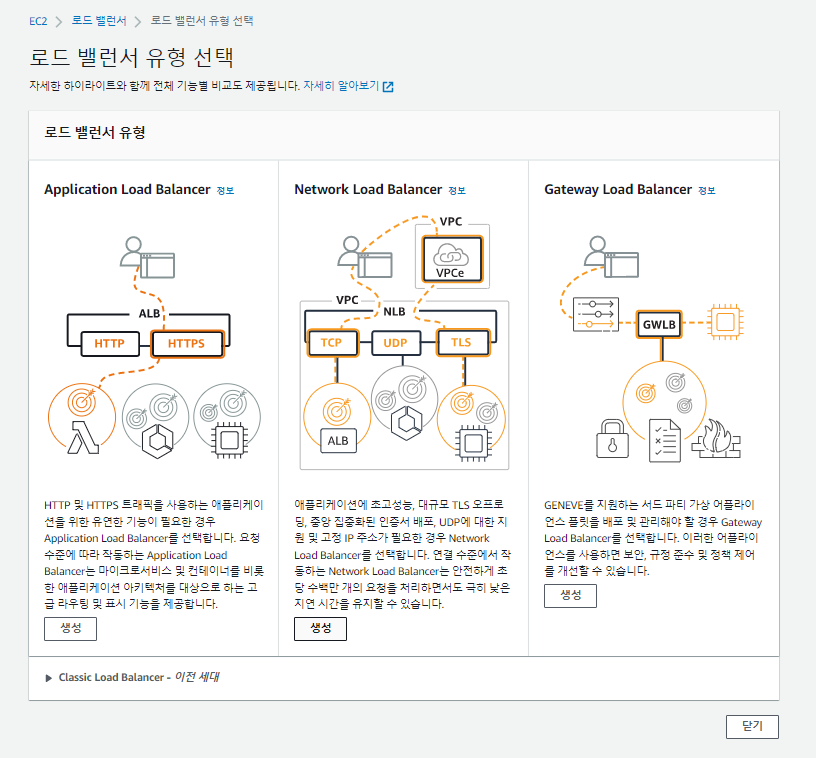 EC2 > 로드 밸런서 > 로드 밸런서 유형 선택
로드 밸런서 유형 선택
자세한 하이라이트와 함께 전체 기능별 비교도 제공됩니다. 자세히 알아보기
로드 밸런서 유형
Application Load Balancer 정보
ALB
HTTP
HTTPS
HTTP 및 HTTPS 트래픽을 사용하는 애플리케이
션을 위한 유연한 기능이 필요한 경우
Application Load Balancer를 선택합니다. 요청
수준에 따라 작동하는 Application Load
Balancer는 마이크로서비스 및 컨테이너를 비롯
한 애플리케이션 아키텍처를 대상으로 하는 고
급 라우팅 및 표시 기능을 제공합니다.
생성
Network Load Balancer 정보
VPC
VPCe
VPC
NLB
TCP
UDP
TLS
ALB
애플리케이션에 초고성능, 대규모 TLS 오프로
딩, 중앙 집중화된 인증서 배포, UDP에 대한 지
원 및 고정 IP 주소가 필요한 경우 Network
Load Balancer를 선택합니다. 연결 수준에서 작
동하는 Network Load Balancer는 안전하게 초
당 수백만 개의 요청을 처리하면서도 극히 낮은
지연 시간을 유지할 수 있습니다.
생성
Gateway Load Balancer 정보
GWLB
GENEVE를 지원하는 서드 파티 가상 어플라이
언스 플릿을 배포 및 관리해야 할 경우 Gateway
Load Balancer를 선택합니다. 이러한 어플라이
언스를 사용하면 보안, 규정 준수 및 정책 제어
를 개선할 수 있습니다.
생성
Classic Load Balancer - 이전 세대
닫기